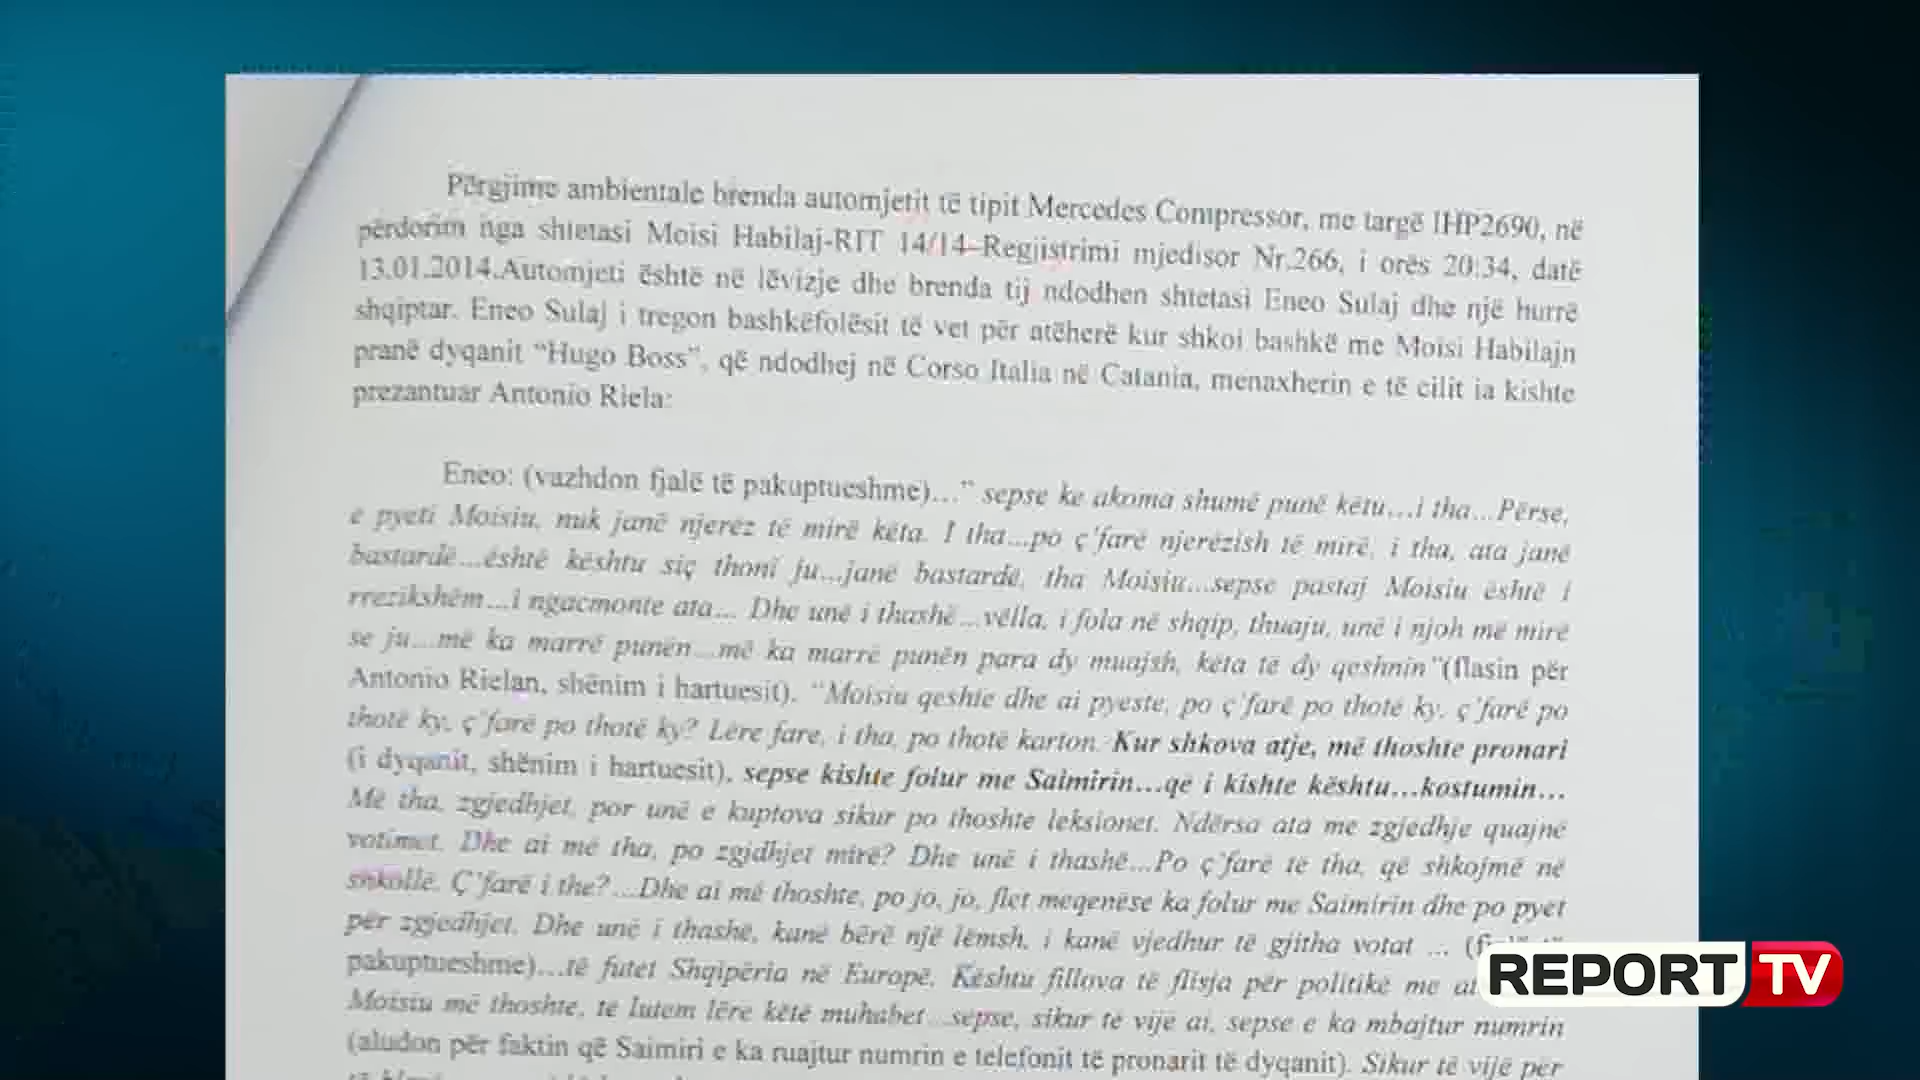 Përgjime ambientale brenda automjetit të tipit Mercedes Compressor, me targë IHP2690, në
përdorim nga shtetasi Moisi Habilaj-RIT 14/14–Regjistrimi mjedisor Nr.266, i orës 20:34, datë
13.01.2014.Automjeti është në lëvizje dhe brenda tij ndodhen shtetasi Eneo Sulaj dhe një burrë
shqiptar. Eneo Sulaj i tregon bashkëfolësit të vet për atëherë kur shkoi bashkë me Moisi Habilajn
pranë dyqanit “Hugo Boss”, që ndodhej në Corso Italia në Catania, menaxherin e të cilit ia kishte
prezantuar Antonio Riela:
Eneo: (vazhdon fjalë të pakuptueshme)…” sepse ke akoma shumë punë këtu…i tha…Përse,
e pyeti Moisiu, nuk janë njerëz të mirë këta. I tha…po ç’farë njerëzish të mirë, i tha, ata janë
bastardë…është kështu siç thoni ju…janë bastardë, tha Moisiu…sepse pastaj Moisiu është i
rrezikshëm…i ngacmonte ata… Dhe unë i thashë…vëlla, i fola në shqip, thuaju, unë i njoh më mirë
se ju…më ka marrë punën…më ka marrë punën para dy muajsh, këta të dy qeshnin”(flasin për
Antonio Rielan, shënim i hartuesit). “Moisiu qeshte dhe ai pyeste, po ç’farë po thotë ky, ç’farë po
thotë ky, ç’farë po thotë ky? Lëre fare, i tha, po thotë karton. Kur shkova atje, më thoshte pronari
(i dyqanit, shënim i hartuesit), sepse kishte folur me Saimirin…që i kishte kështu…kostumin…
Më tha, zgjedhjet, por unë e kuptova sikur po thoshte leksionet. Ndërsa ata me zgjedhje quajnë
votimet. Dhe ai më tha, po zgjdhjet mirë? Dhe unë i thashë…Po ç’farë te tha, që shkojmë në
shkollë. Ç’farë i the?…Dhe ai më thoshte, po jo, jo, flet meqenëse ka folur me Saimirin dhe po pyet
për zgjedhjet. Dhe unë i thashë, kanë bërë një lëmsh, i kanë vjedhur të gjitha votat …
pakuptueshme)…të futet Shqipëria në Europë. Kështu fillova të flisja për politikë me
Moisiu më thoshte, të lutem lëre këtë muhabet…sepse, sikur të vijë ai, sepse e ka mbajtur numrin
(aludon për faktin që Saimiri e ka ruajtur numrin e telefonit të pronarit të dyqanit). Sikur të vijë për
REPORT TV